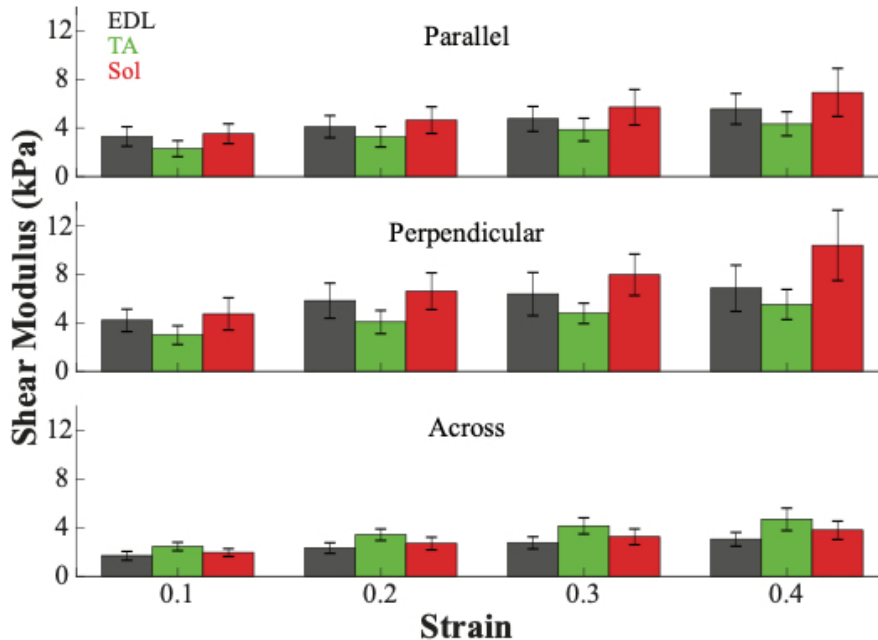 EDL
TA
Sol
Parallel
12
8
4
0
Perpendicular
12
8
4
0
Across
12
8
4
0
0.1 0.2 0.3 0.4
Strain
Shear Modulus (kPa)